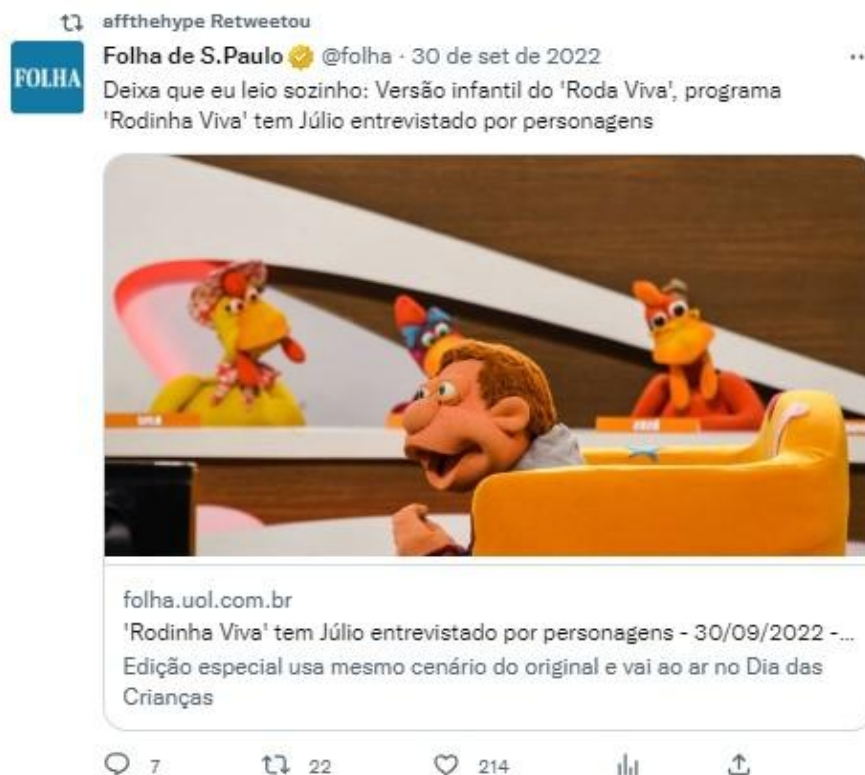 affthehype Retweetou
Folha de S.Paulo @folha · 30 de set de 2022
FOLHA
Deixa que eu leio sozinho: Versão infantil do 'Roda Viva', programa
'Rodinha Viva' tem Júlio entrevistado por personagens
folha.uol.com.br
'Rodinha Viva' tem Júlio entrevistado por personagens - 30/09/2022 -...
Edição especial usa mesmo cenário do original e vai ao ar no Dia das
Crianças
7 22 214